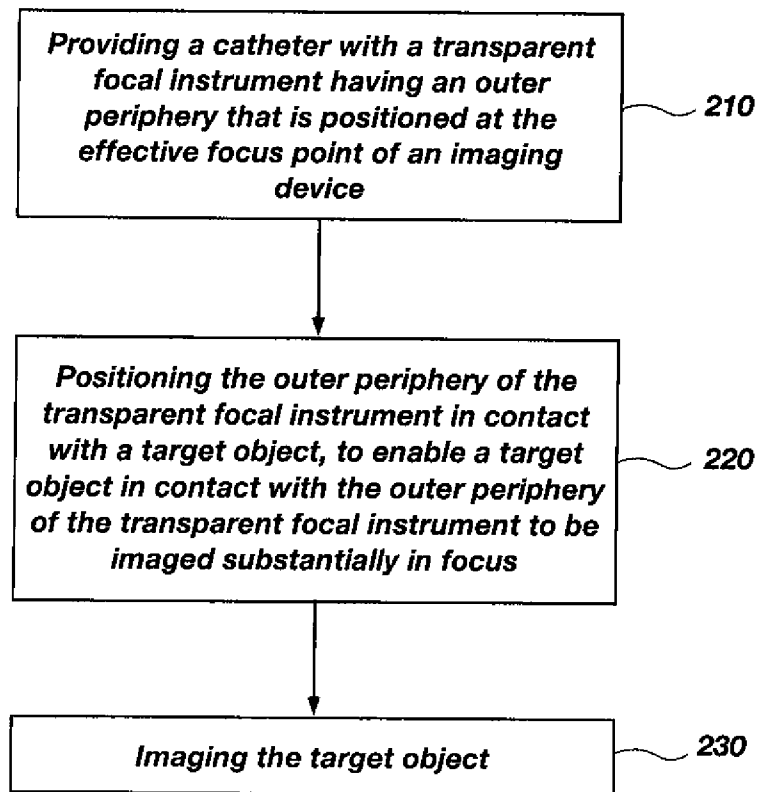 Providing a catheter with a transparent
focal instrument having an outer
periphery that is positioned at the
effective focus point of an imaging
device
210
Positioning the outer periphery of the
transparent focal instrument in contact
with a target object, to enable a target
object in contact with the outer periphery
of the transparent focal instrument to be
imaged substantially in focus
220
Imaging the target object
230